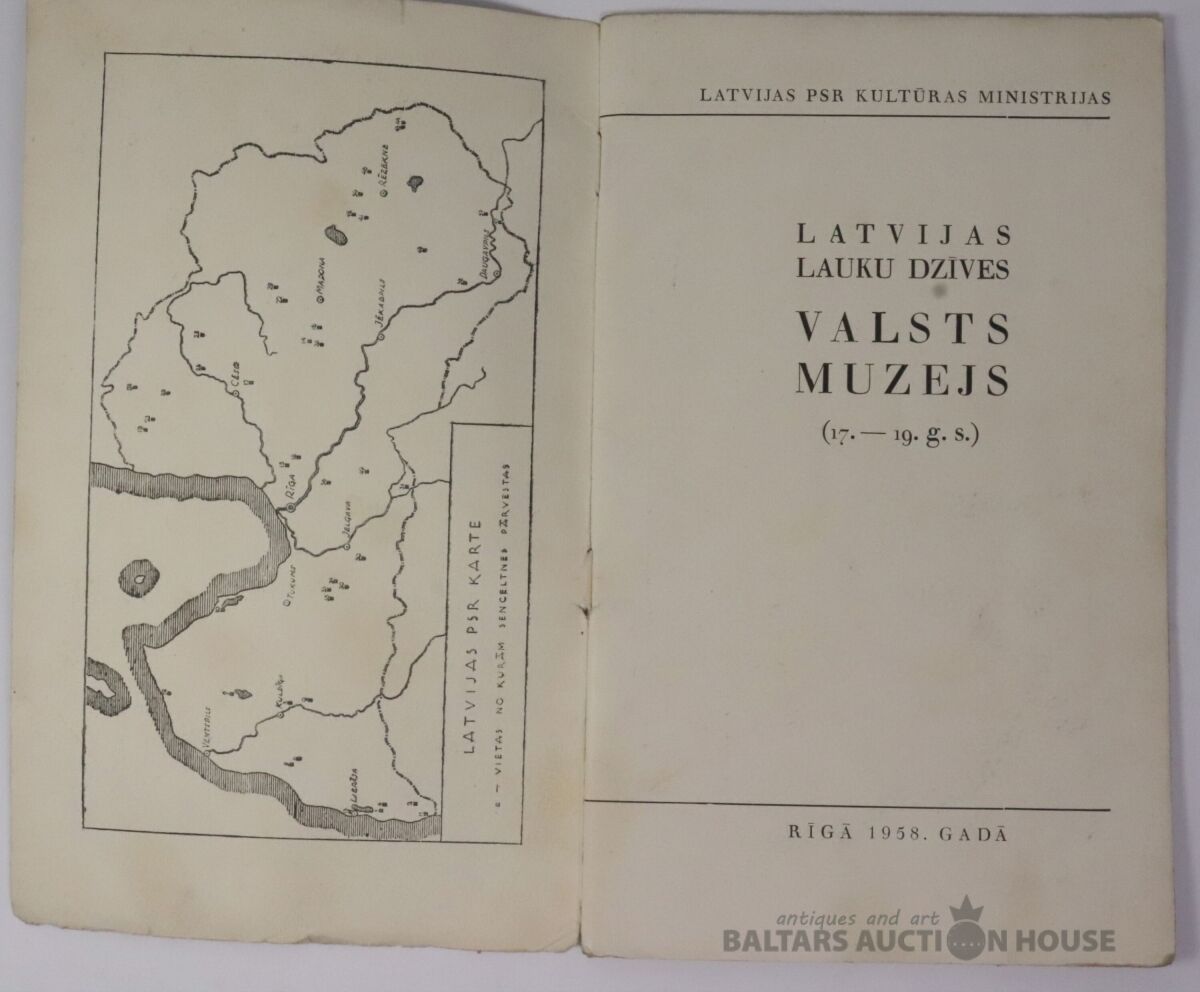 RĒZEKNE
MADONA
DAUGAVPILS
JĒKABPILS
CĒSIS
RĪGA
JELGAVA
TUKUMS
KULDĪGA
VENTSPILS
LIEPĀJA
LATVIJAS PSR KARTE
— VIETAS NO KURĀM SENCELTNES PĀRVESTAS
LATVIJAS PSR KULTŪRAS MINISTRIJAS
LATVIJAS
LAUKU DZĪVES
VALSTS
MUZEJS
(17. — 19. g. s.)
RĪGĀ 1958. GADĀ
antiques and art
BALTARS AUCTION HOUSE